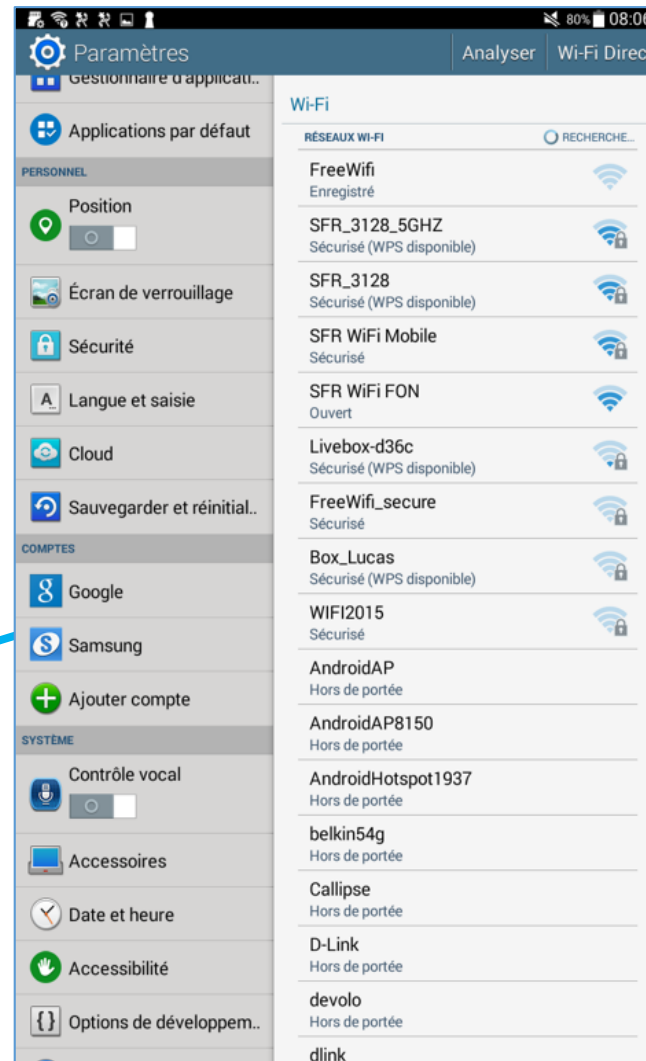 80% 08:06
Paramètres
Analyser
Wi-Fi Direc
Gestionnaire d'applicati..
Applications par défaut
PERSONNEL
Position
Écran de verrouillage
Sécurité
A
Langue et saisie
Cloud
Sauvegarder et réinitial..
COMPTES
8
Google
S
Samsung
Ajouter compte
SYSTÈME
Contrôle vocal
Accessoires
Date et heure
Accessibilité
{}
Options de développem..
Wi-Fi
RÉSEAUX WI-FI
RECHERCHE...
FreeWifi
Enregistré
SFR_3128_5GHZ
Sécurisé (WPS disponible)
SFR_3128
Sécurisé (WPS disponible)
SFR WiFi Mobile
Sécurisé
SFR WiFi FON
Ouvert
Livebox-d36c
Sécurisé (WPS disponible)
FreeWifi_secure
Sécurisé
Box_Lucas
Sécurisé (WPS disponible)
WIFI2015
Sécurisé
AndroidAP
Hors de portée
AndroidAP8150
Hors de portée
AndroidHotspot1937
Hors de portée
belkin54g
Hors de portée
Callipse
Hors de portée
D-Link
Hors de portée
devolo
Hors de portée
dlink